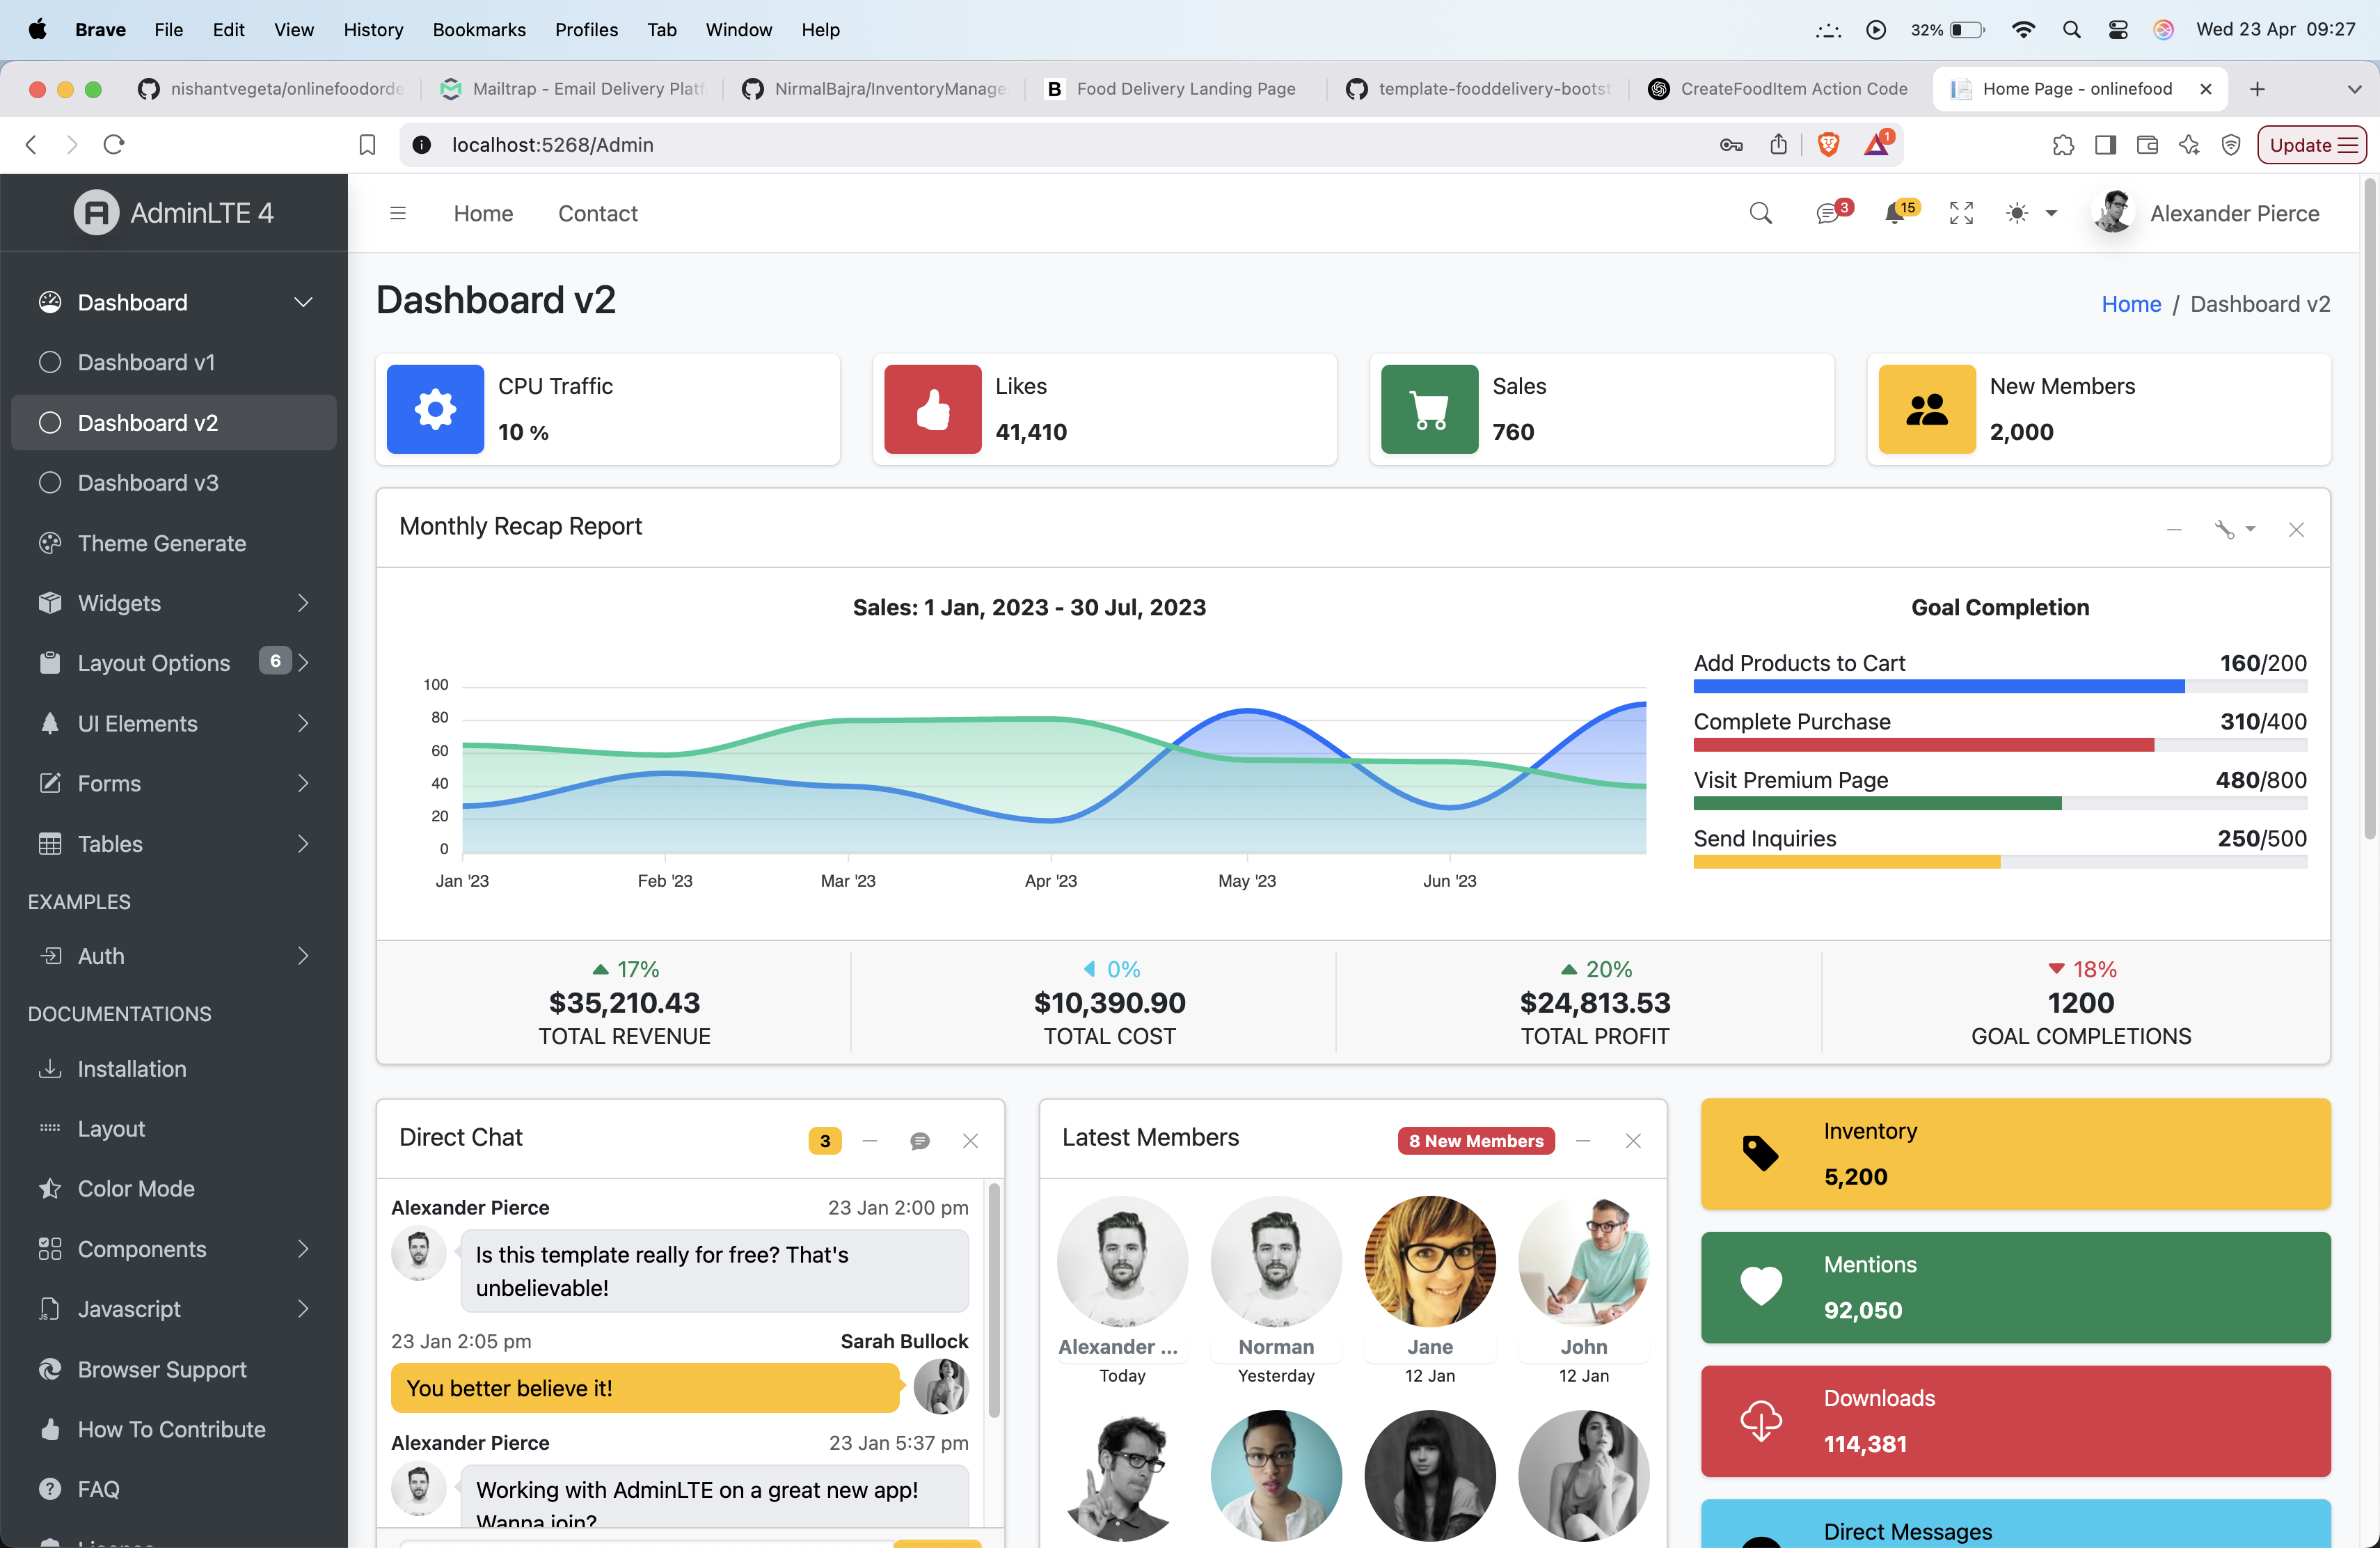 Brave File Edit View History Bookmarks Profiles Tab Window Help
32% Wed 23 Apr 09:27
nishantvegeta/onlinefoodorde
Mailtrap - Email Delivery Platf
NirmalBajra/InventoryManage
B Food Delivery Landing Page
template-fooddelivery-bootst
CreateFoodItem Action Code
Home Page - onlinefood
localhost:5268/Admin
1
Update
AdminLTE 4
Dashboard
Dashboard v1
Dashboard v2
Dashboard v3
Theme Generate
Widgets
Layout Options 6
UI Elements
Forms
Tables
EXAMPLES
Auth
DOCUMENTATIONS
Installation
Layout
Color Mode
Components
Javascript
Browser Support
How To Contribute
FAQ
Home Contact
3
15
Alexander Pierce
Dashboard v2
Home / Dashboard v2
CPU Traffic
10 %
Likes
41,410
Sales
760
New Members
2,000
Monthly Recap Report
Sales: 1 Jan, 2023 - 30 Jul, 2023
100
80
60
40
20
0
Jan '23 Feb '23 Mar '23 Apr '23 May '23 Jun '23
Goal Completion
Add Products to Cart 160/200
Complete Purchase 310/400
Visit Premium Page 480/800
Send Inquiries 250/500
17%
$35,210.43
TOTAL REVENUE
0%
$10,390.90
TOTAL COST
20%
$24,813.53
TOTAL PROFIT
18%
1200
GOAL COMPLETIONS
Direct Chat 3
Alexander Pierce 23 Jan 2:00 pm
Is this template really for free? That's
unbelievable!
23 Jan 2:05 pm Sarah Bullock
You better believe it!
Alexander Pierce 23 Jan 5:37 pm
Working with AdminLTE on a great new app!
Wanna join?
Latest Members 8 New Members
Alexander ... Norman Jane John
Today Yesterday 12 Jan 12 Jan
Inventory
5,200
Mentions
92,050
Downloads
114,381
Direct Messages